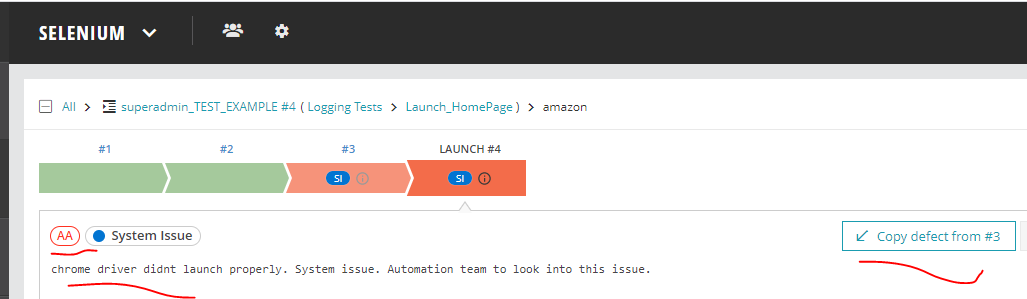 SELENIUM
All > superadmin_TEST_EXAMPLE #4 ( Logging Tests > Launch_HomePage ) > amazon
#1 #2 #3 LAUNCH #4
SI SI
AA System Issue Copy defect from #3
chrome driver didnt launch properly. System issue. Automation team to look into this issue.